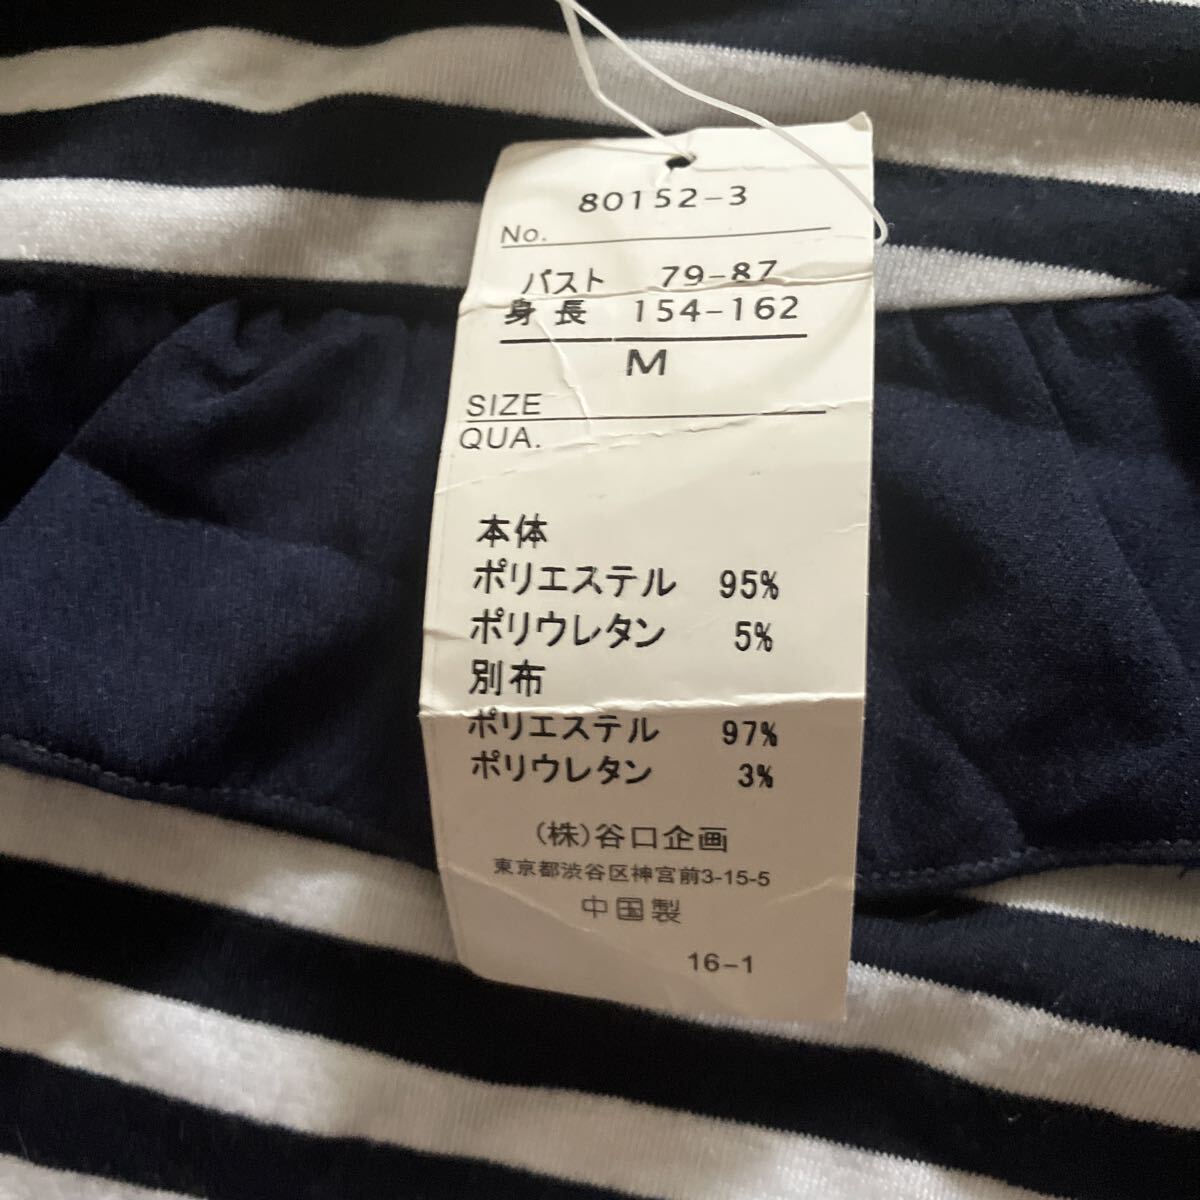 80152-3
No.
バスト 79-87
身長 154-162
M
SIZE
QUA.
本体
ポリエステル 95%
ポリウレタン 5%
別布
ポリエステル 97%
ポリウレタン 3%
(株)谷口企画
東京都渋谷区神宮前3-15-5
中国製
16-1